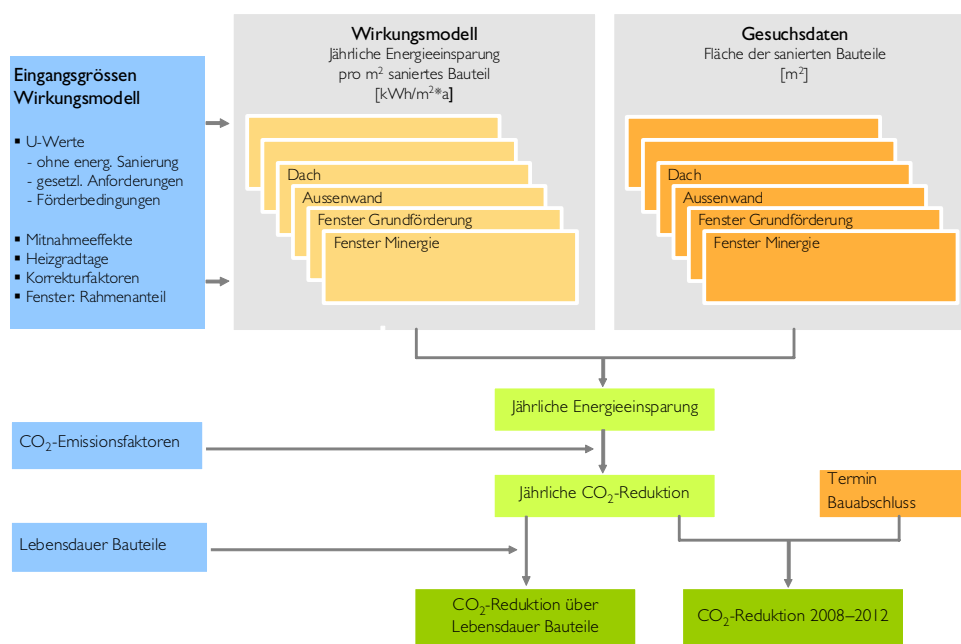 Eingangsgrössen
Wirkungsmodell
▪ U-Werte
- ohne energ. Sanierung
- gesetzl. Anforderungen
- Förderbedingungen
▪ Mitnahmeeffekte
▪ Heizgradtage
▪ Korrekturfaktoren
▪ Fenster: Rahmenanteil
Wirkungsmodell
Jährliche Energieeinsparung
pro m² saniertes Bauteil
[kWh/m²*a]
Dach
Aussenwand
Fenster Grundförderung
Fenster Minergie
Gesuchsdaten
Fläche der sanierten Bauteile
[m²]
Dach
Aussenwand
Fenster Grundförderung
Fenster Minergie
Jährliche Energieeinsparung
CO₂-Emissionsfaktoren
Jährliche CO₂-Reduktion
Termin
Bauabschluss
Lebensdauer Bauteile
CO₂-Reduktion über
Lebensdauer Bauteile
CO₂-Reduktion 2008–2012